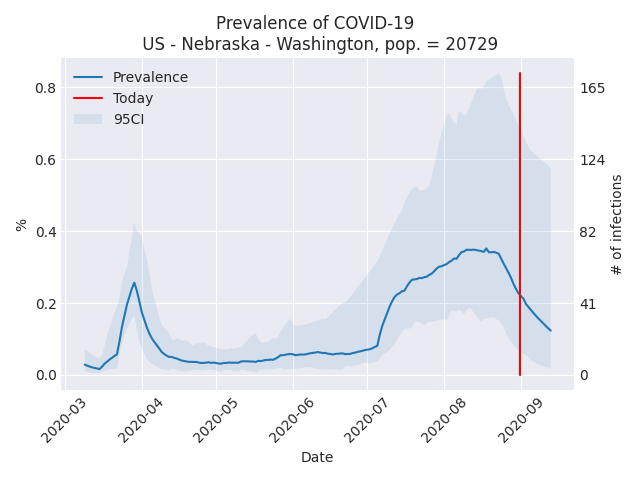 Prevalence of COVID-19
US - Nebraska - Washington, pop. = 20729
Prevalence
Today
95CI
0.8
0.6
0.4
0.2
0.0
%
165
124
82
41
0
# of infections
2020-03
2020-04
2020-05
2020-06
2020-07
2020-08
2020-09
Date